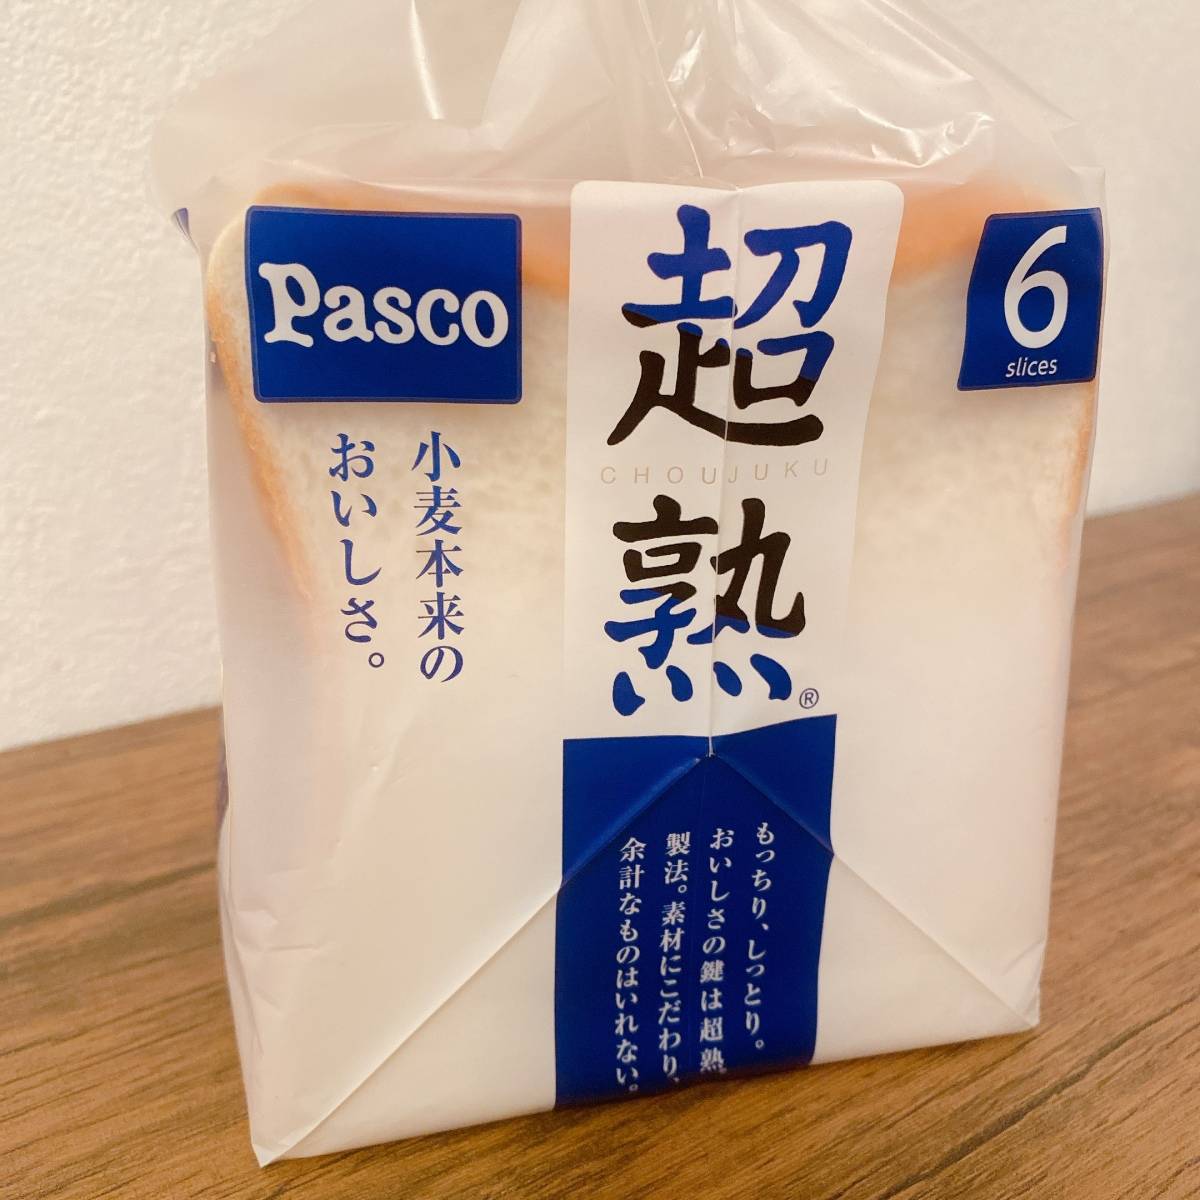 Pasco
超熟
CHOUJUKU
®
6
slices
小麦本来の
おいしさ。
もっちり、しっとり。
おいしさの鍵は超熟
製法。素材にこだわり、
余計なものはいれない。